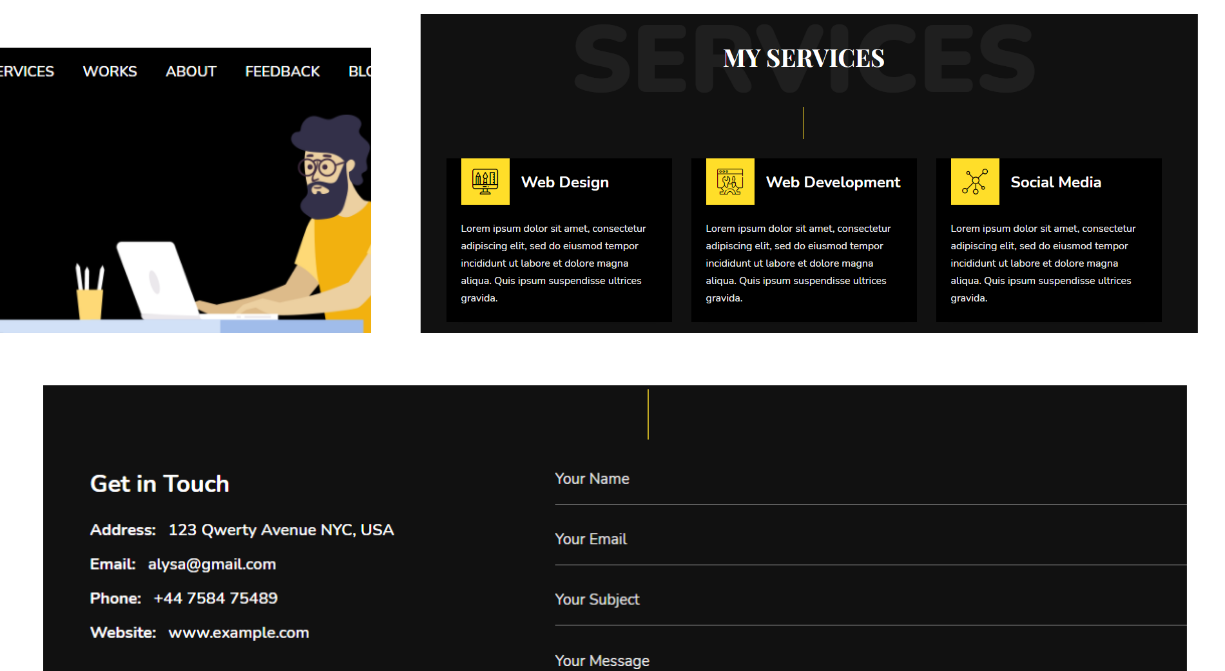 SERVICES
ERVICES WORKS ABOUT FEEDBACK BLO
MY SERVICES
Web Design
Lorem ipsum dolor sit amet, consectetur
adipiscing elit, sed do eiusmod tempor
incididunt ut labore et dolore magna
aliqua. Quis ipsum suspendisse ultrices
gravida.
Web Development
Lorem ipsum dolor sit amet, consectetur
adipiscing elit, sed do eiusmod tempor
incididunt ut labore et dolore magna
aliqua. Quis ipsum suspendisse ultrices
gravida.
Social Media
Lorem ipsum dolor sit amet, consectetur
adipiscing elit, sed do eiusmod tempor
incididunt ut labore et dolore magna
aliqua. Quis ipsum suspendisse ultrices
gravida.
Get in Touch
Address: 123 Qwerty Avenue NYC, USA
Email: alysa@gmail.com
Phone: +44 7584 75489
Website: www.example.com
Your Name
Your Email
Your Subject
Your Message